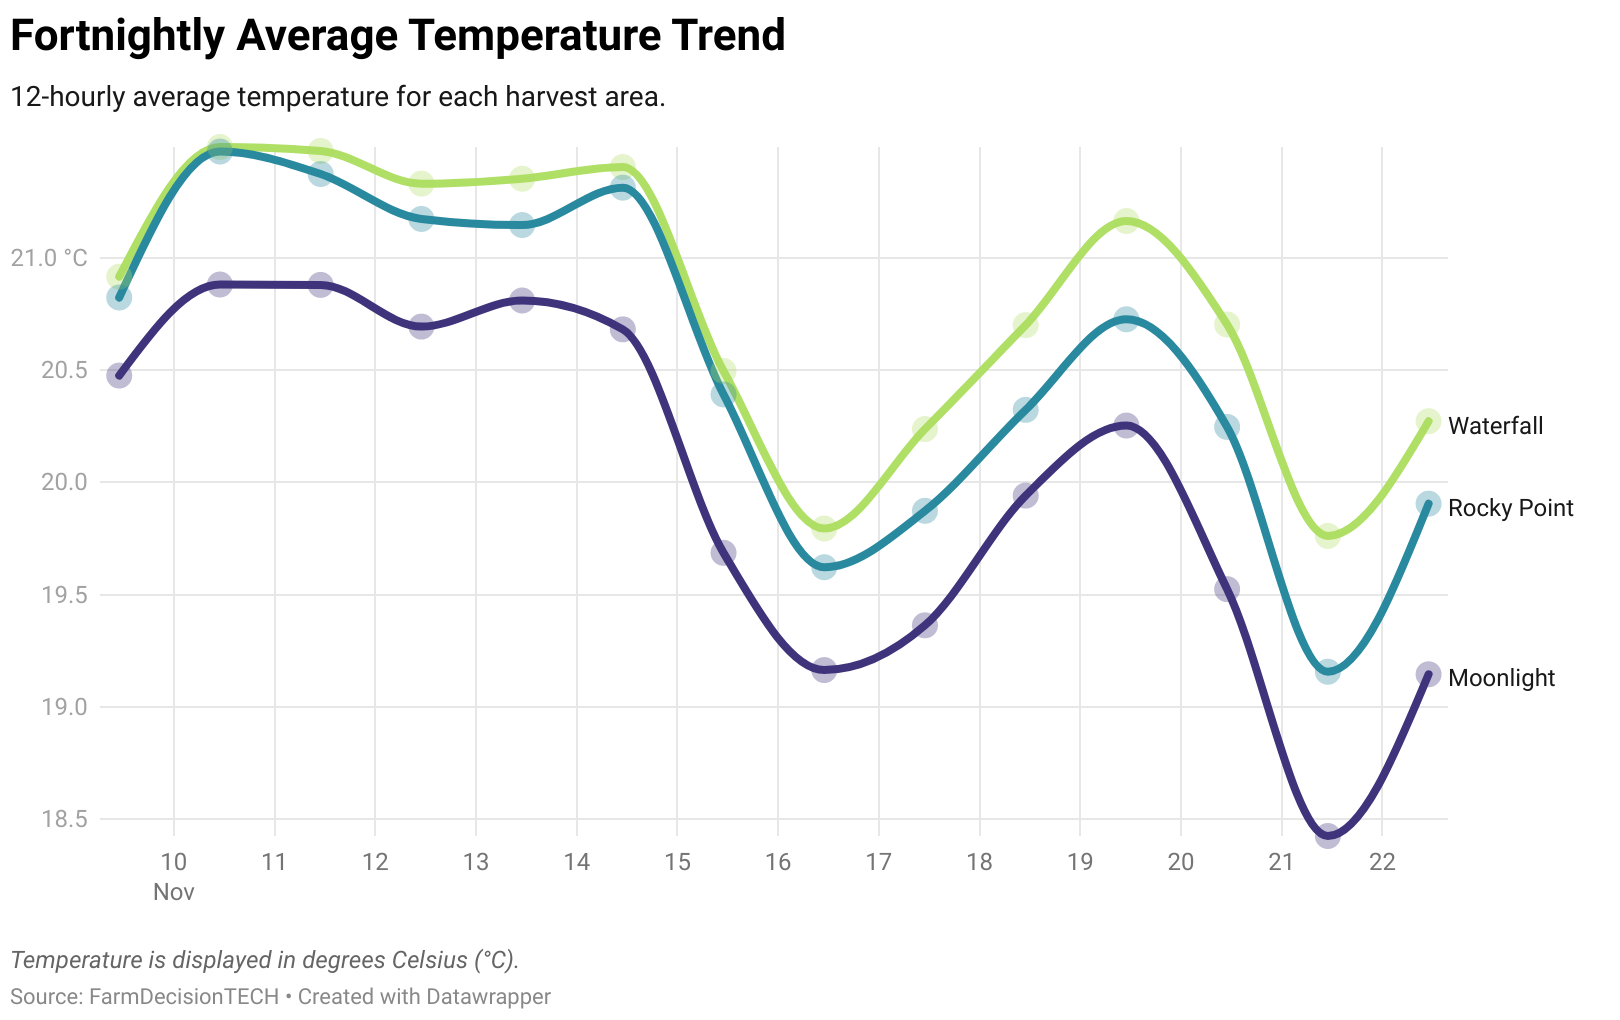 Fortnightly Average Temperature Trend
12-hourly average temperature for each harvest area.
21.0 °C
20.5
20.0
19.5
19.0
18.5
Waterfall
Rocky Point
Moonlight
10 11 12 13 14 15 16 17 18 19 20 21 22
Nov
Temperature is displayed in degrees Celsius (°C).
Source: FarmDecisionTECH • Created with Datawrapper